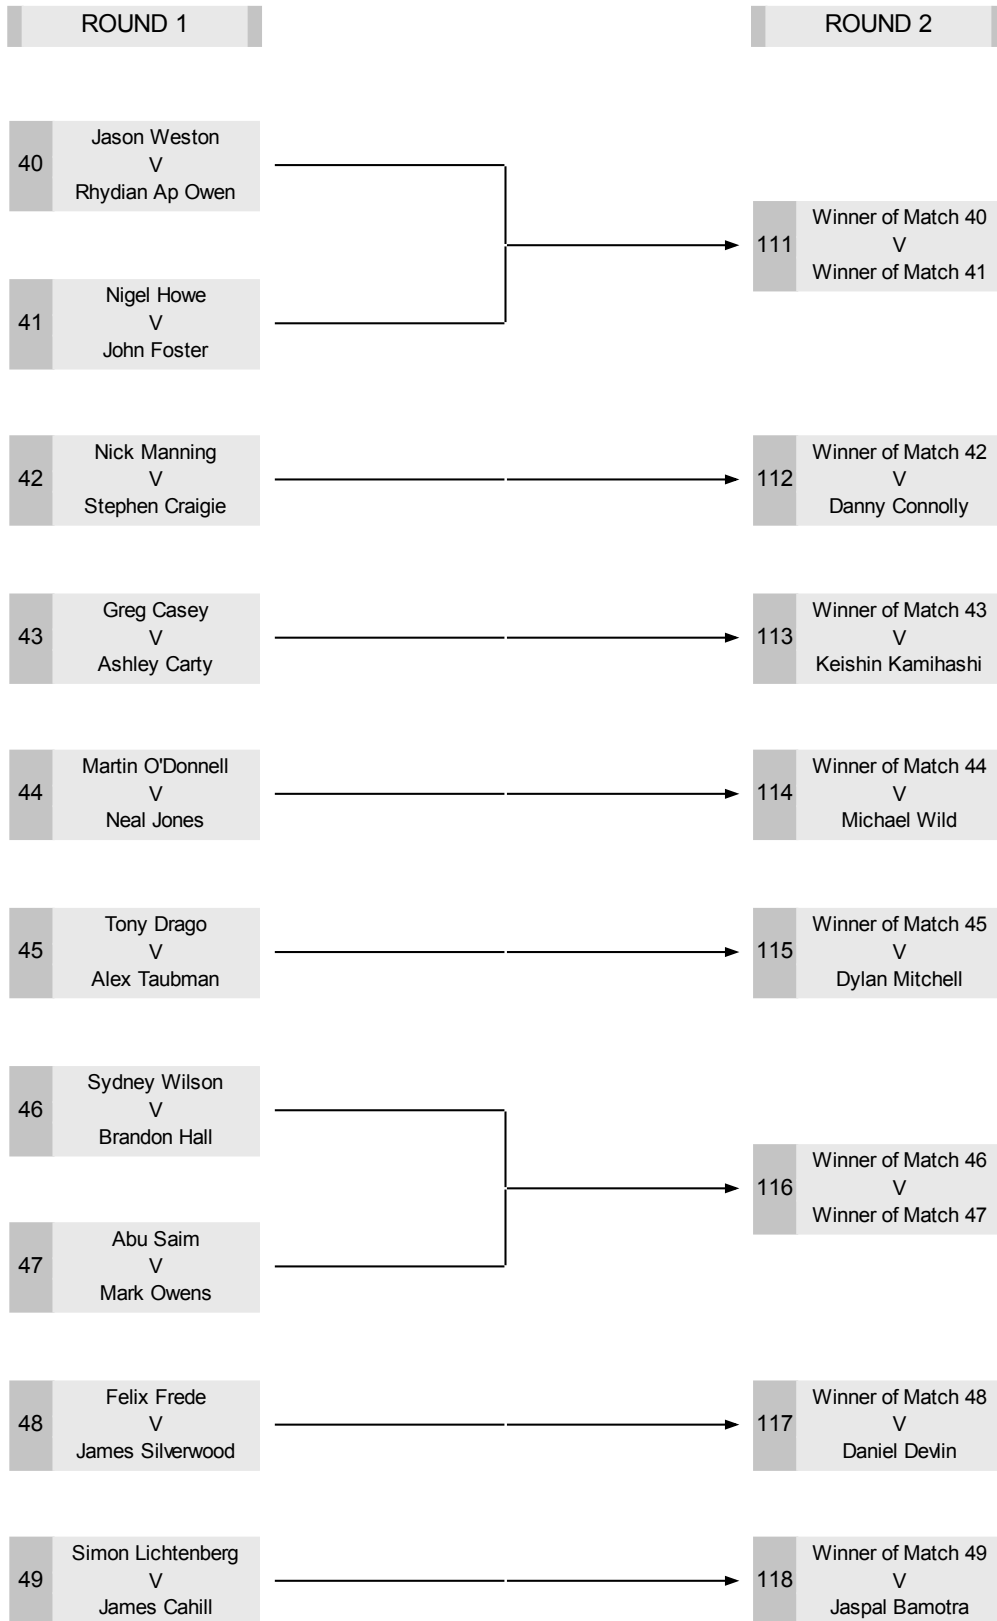 ROUND 1
ROUND 2
40
Jason Weston
V
Rhydian Ap Owen
111
Winner of Match 40
V
Winner of Match 41
41
Nigel Howe
V
John Foster
42
Nick Manning
V
Stephen Craigie
112
Winner of Match 42
V
Danny Connolly
43
Greg Casey
V
Ashley Carty
113
Winner of Match 43
V
Keishin Kamihashi
44
Martin O'Donnell
V
Neal Jones
114
Winner of Match 44
V
Michael Wild
45
Tony Drago
V
Alex Taubman
115
Winner of Match 45
V
Dylan Mitchell
46
Sydney Wilson
V
Brandon Hall
116
Winner of Match 46
V
Winner of Match 47
47
Abu Saim
V
Mark Owens
48
Felix Frede
V
James Silverwood
117
Winner of Match 48
V
Daniel Devlin
49
Simon Lichtenberg
V
James Cahill
118
Winner of Match 49
V
Jaspal Bamotra